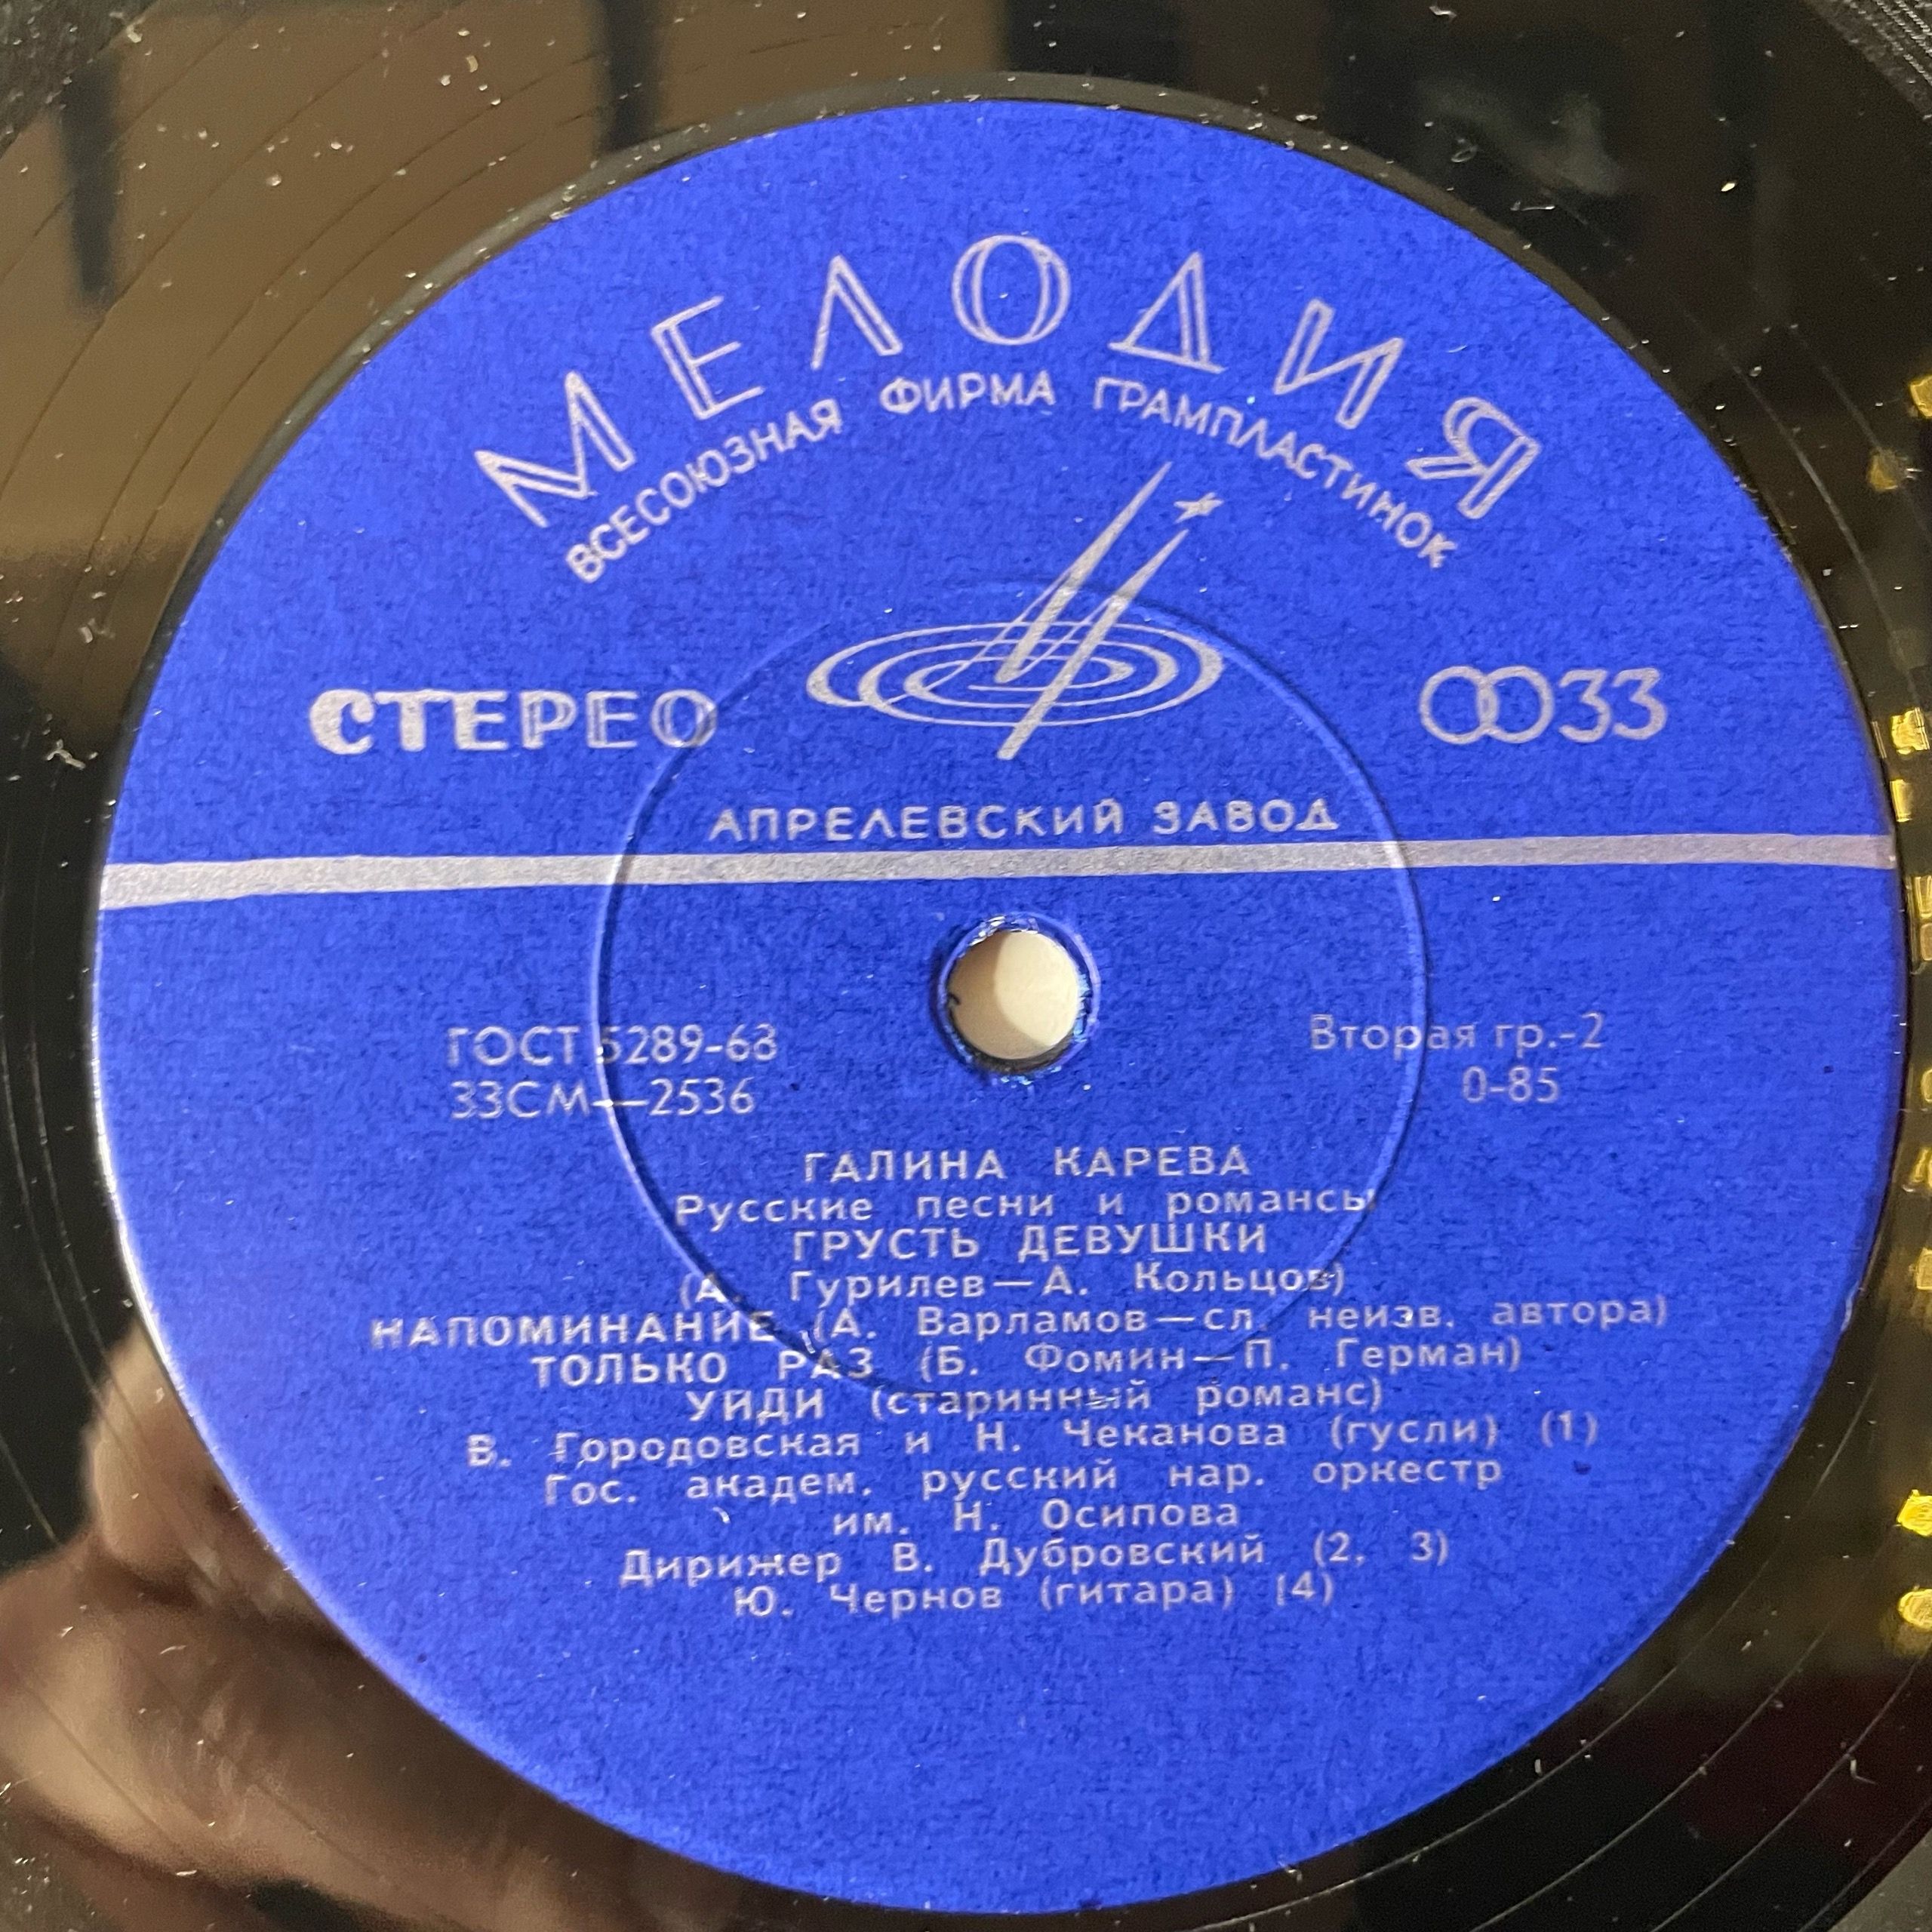 МЕЛОДИЯ
ВСЕСОЮЗНАЯ ФИРМА ГРАМПЛАСТИНОК
СТЕРЕО
33
АПРЕЛЕВСКИЙ ЗАВОД
ГОСТ 5289-68
33СМ—2536
Вторая гр.-2
0-85
ГАЛИНА КАРЕВА
Русские песни и романсы
ГРУСТЬ ДЕВУШКИ
(А. Гурилев—А. Кольцов)
НАПОМИНАНИЕ (А. Варламов—сл. неизв. автора)
ТОЛЬКО РАЗ (Б. Фомин—П. Герман)
УЙДИ (старинный романс)
В. Городовская и Н. Чеканова (гусли) (1)
Гос. академ. русский нар. оркестр
им. Н. Осипова
Дирижер В. Дубровский (2, 3)
Ю. Чернов (гитара) (4)